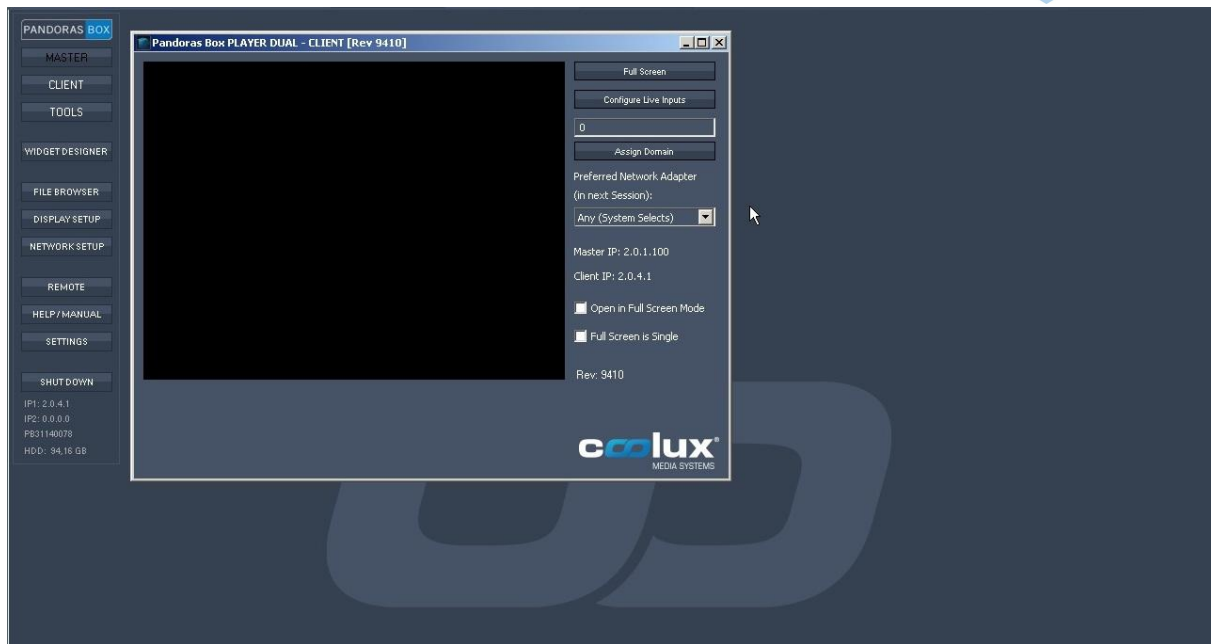 PANDORAS BOX
MASTER
CLIENT
TOOLS
WIDGET DESIGNER
FILE BROWSER
DISPLAY SETUP
NETWORK SETUP
REMOTE
HELP / MANUAL
SETTINGS
SHUT DOWN
IP1: 2.0.4.1
IP2: 0.0.0.0
PB31140078
HDD: 94,16 GB
Pandoras Box PLAYER DUAL - CLIENT [Rev 9410]
Full Screen
Configure Live Inputs
0
Assign Domain
Preferred Network Adapter
(in next Session):
Any (System Selects)
Master IP: 2.0.1.100
Client IP: 2.0.4.1
Open in Full Screen Mode
Full Screen is Single
Rev: 9410
coolux®
MEDIA SYSTEMS